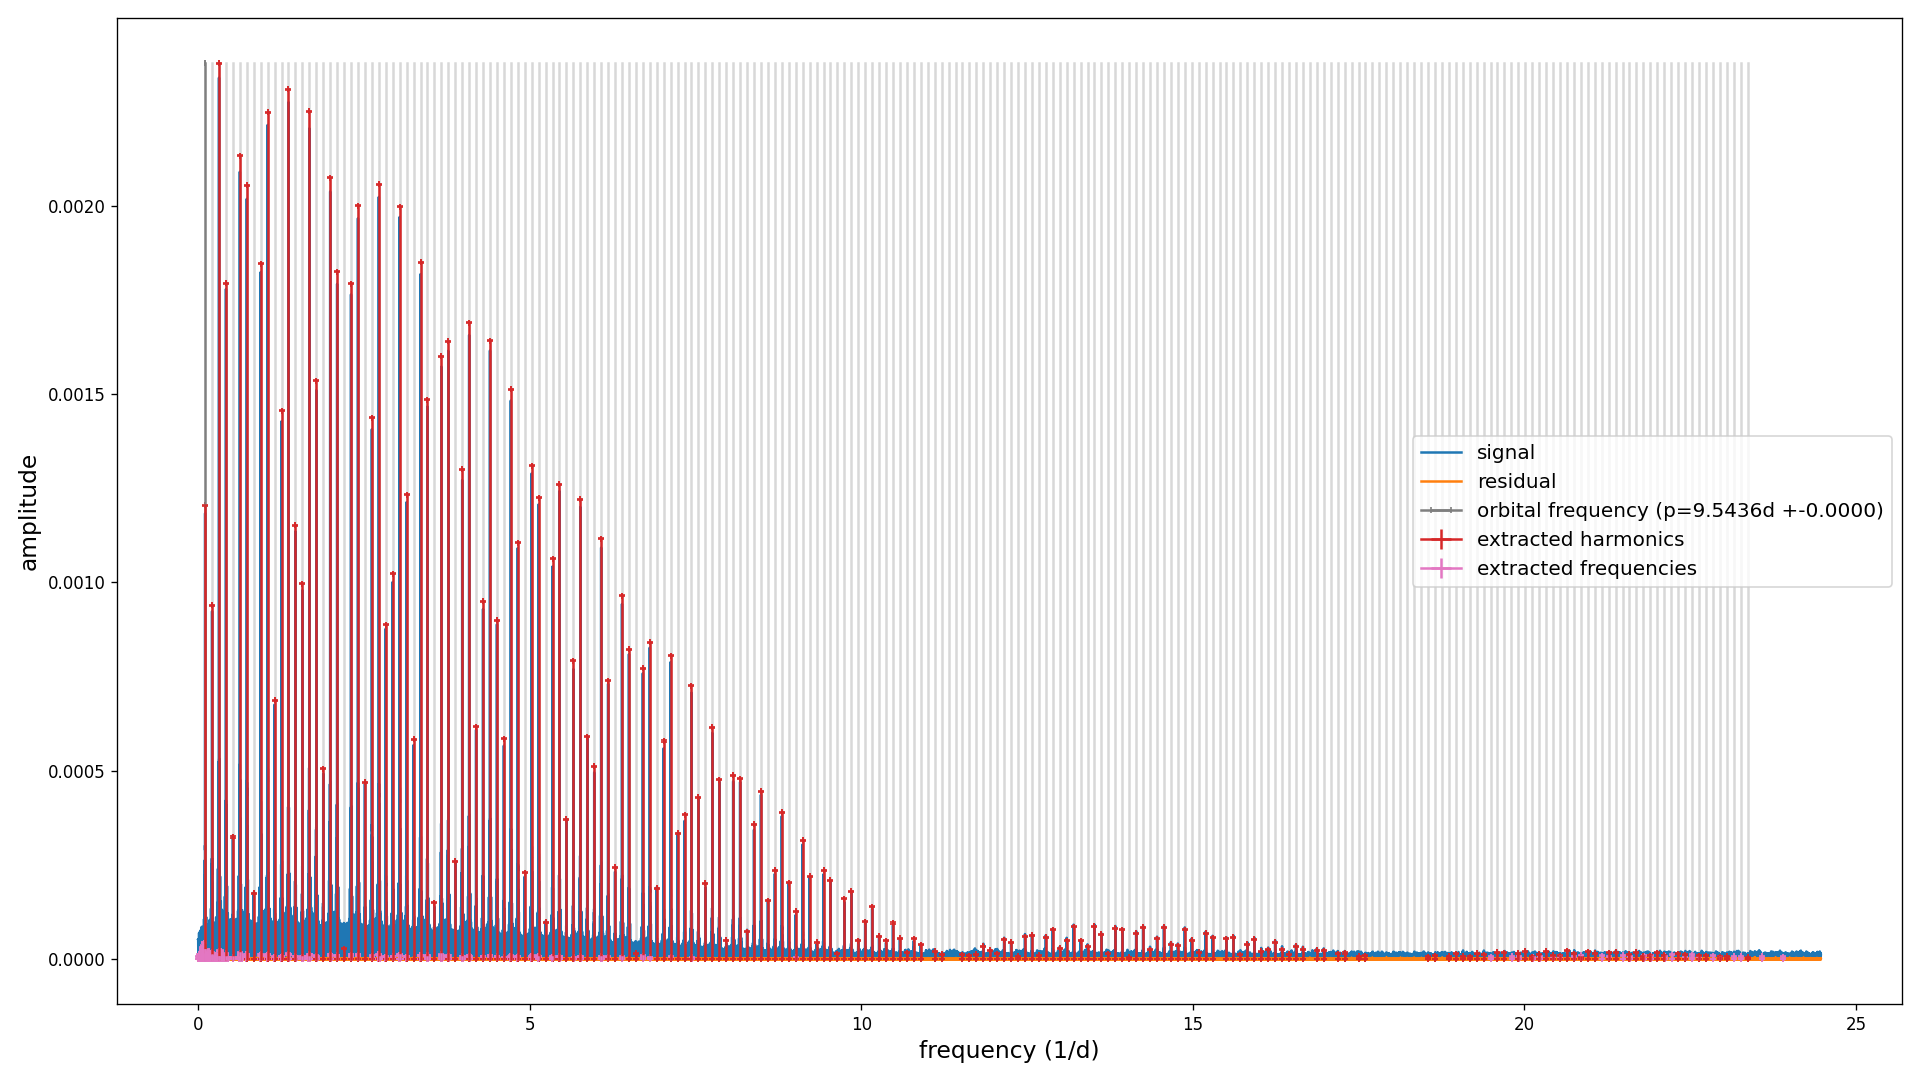 amplitude
0.0020
0.0015
0.0010
0.0005
0.0000
0
5
10
15
20
25
frequency (1/d)
signal
residual
orbital frequency (p=9.5436d +-0.0000)
extracted harmonics
extracted frequencies